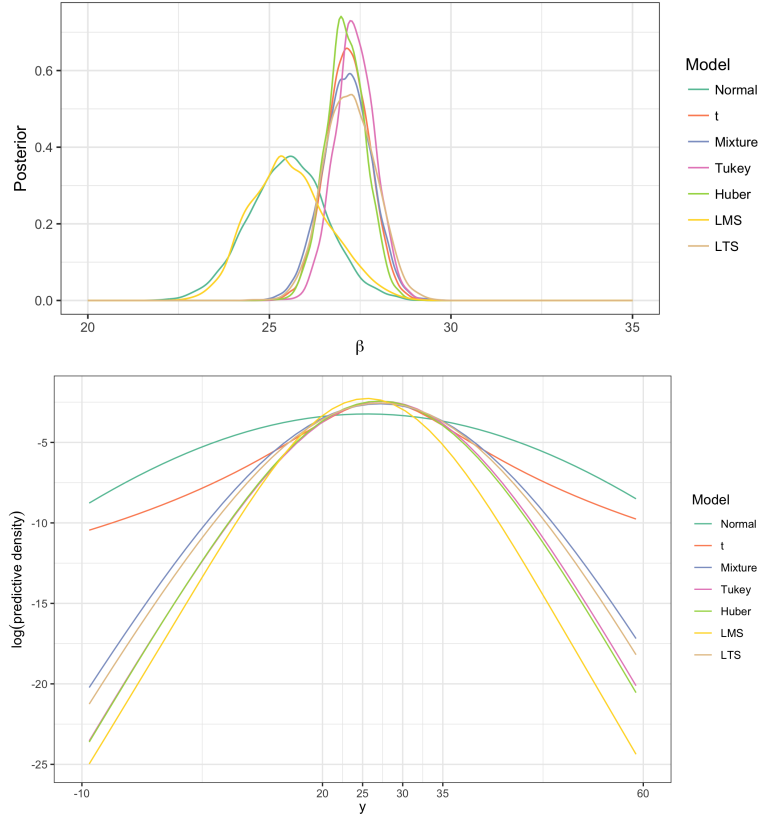 Posterior
0.6
0.4
0.2
0.0
20 25 30 35
β
Model
Normal
t
Mixture
Tukey
Huber
LMS
LTS
log(predictive density)
-5
-10
-15
-20
-25
-10 20 25 30 35 60
y
Model
Normal
t
Mixture
Tukey
Huber
LMS
LTS